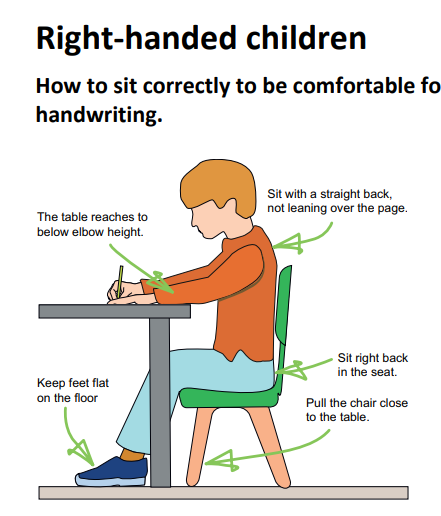 Right-handed children
How to sit correctly to be comfortable fo
handwriting.
Sit with a straight back,
not leaning over the page.
The table reaches to
below elbow height.
Sit right back
in the seat.
Keep feet flat
on the floor
Pull the chair close
to the table.